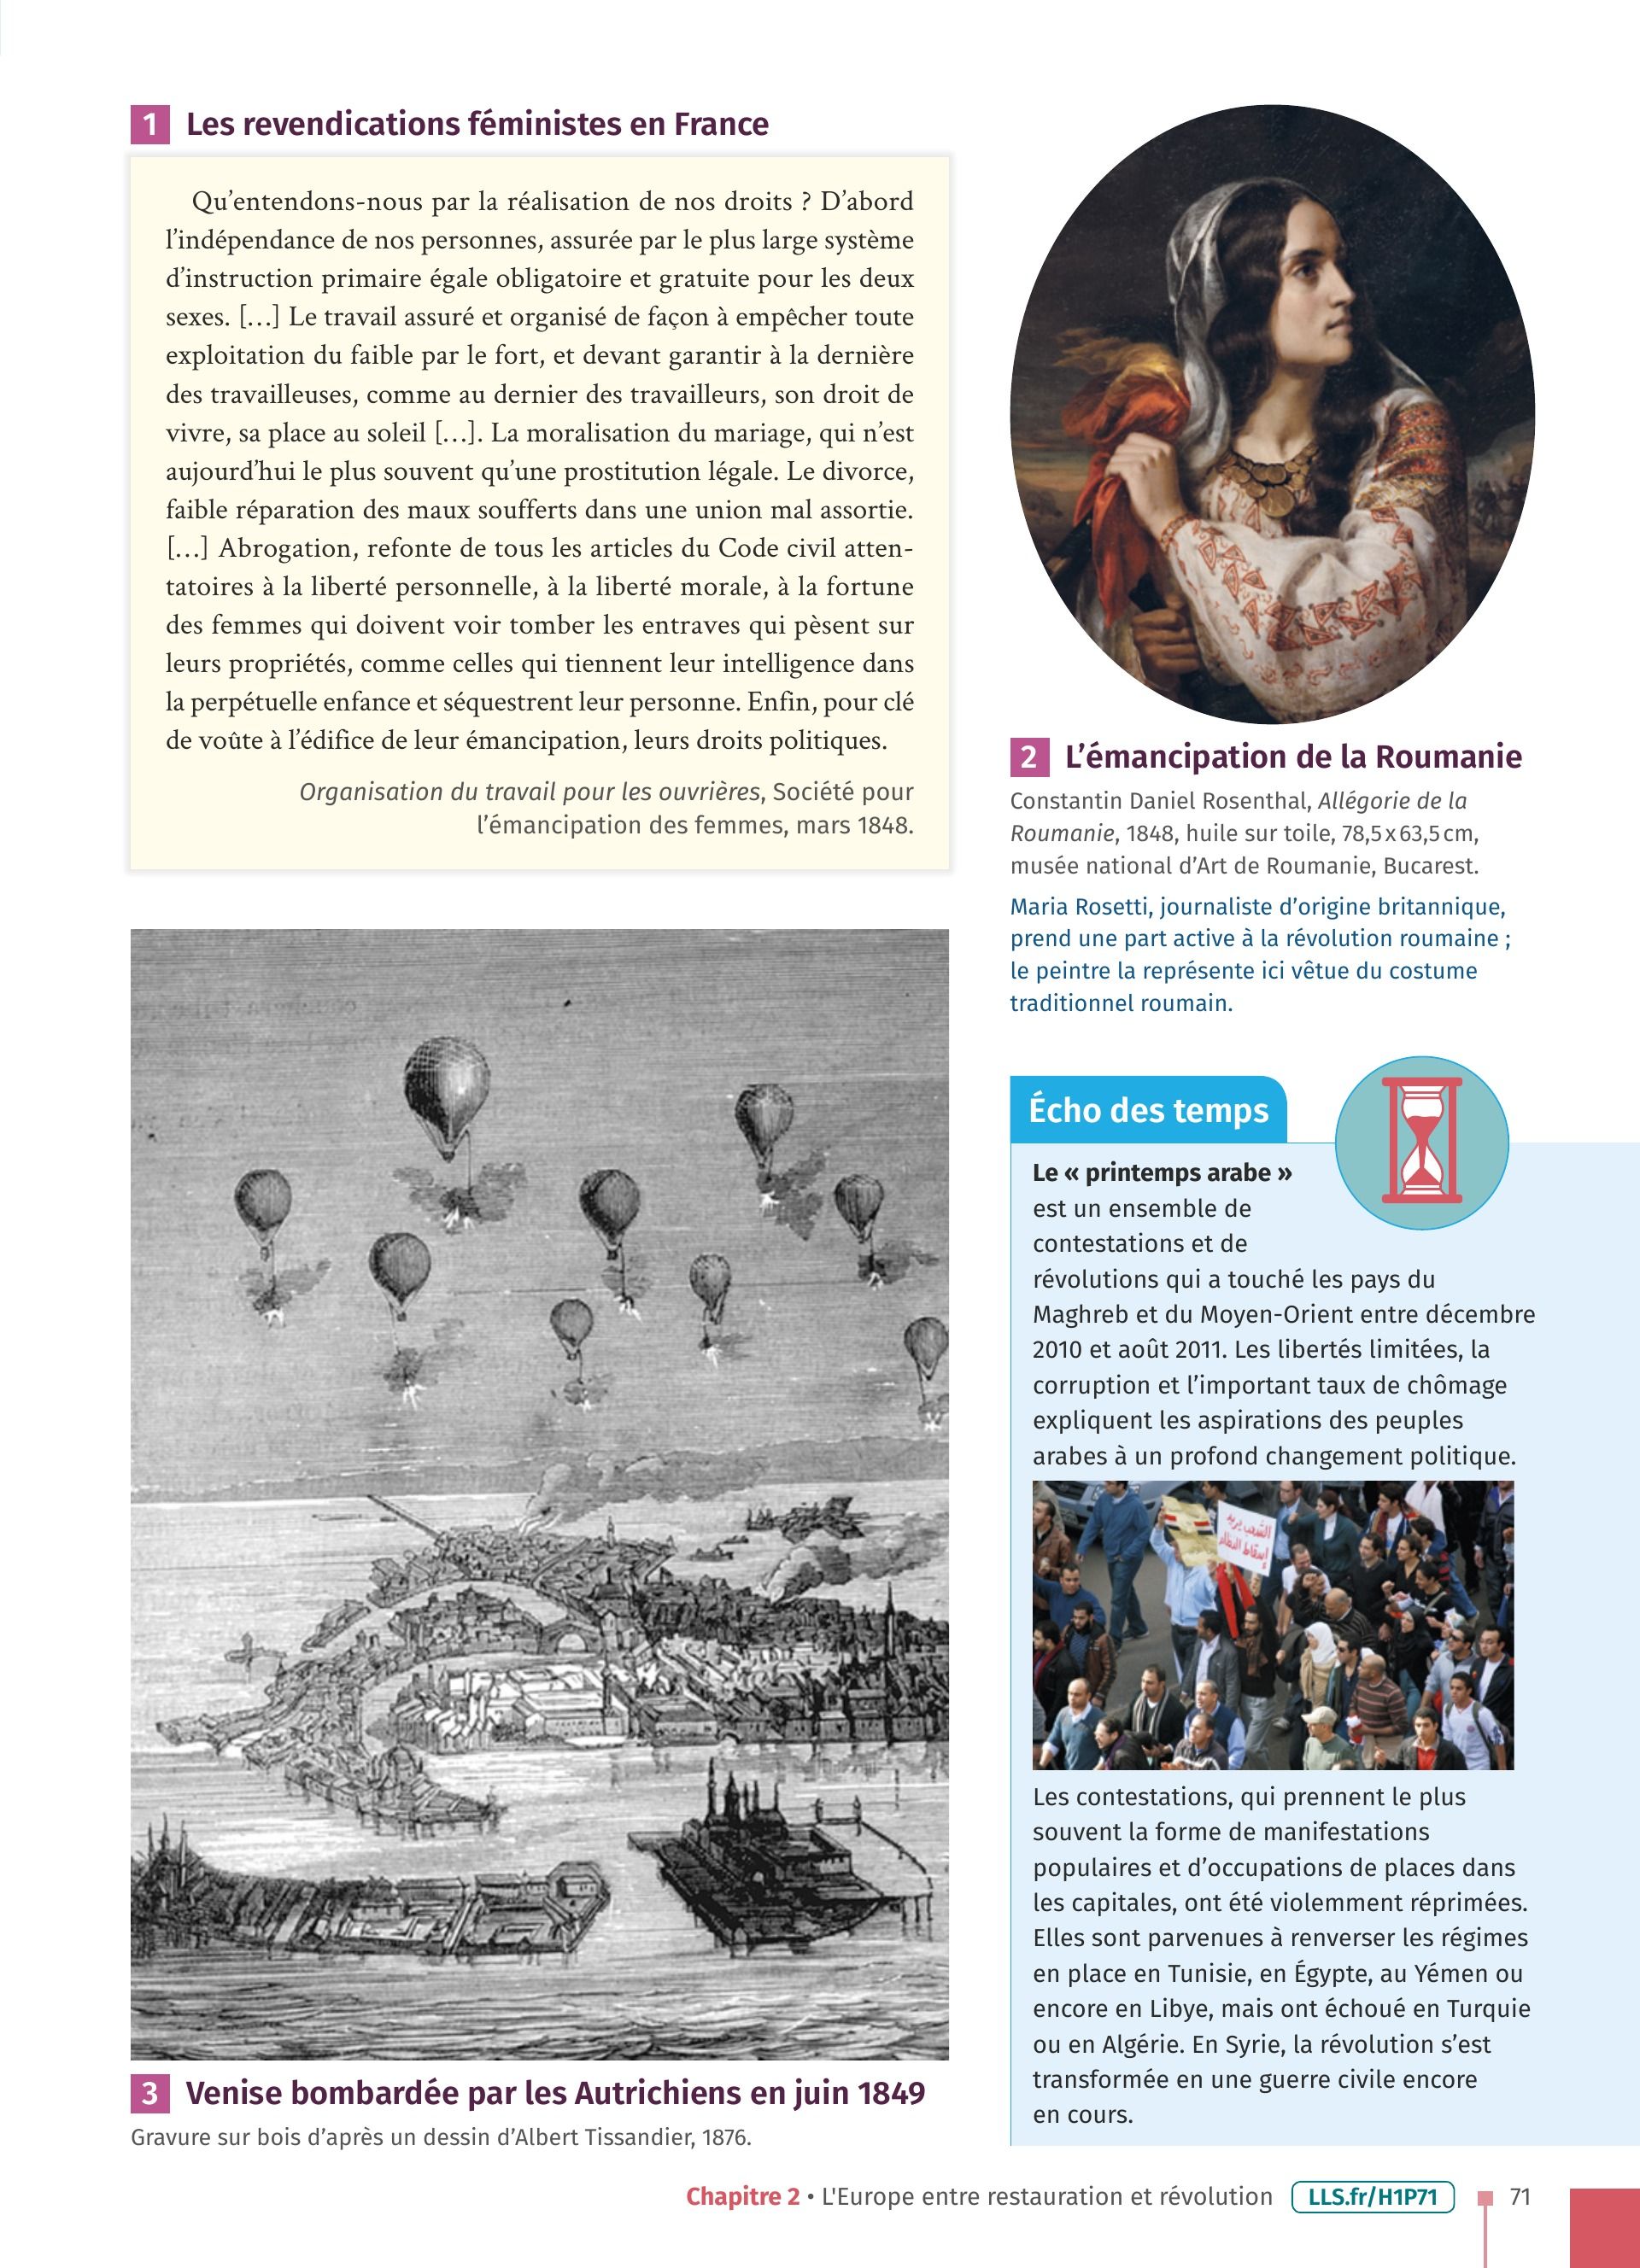 1 Les revendications féministes en France
Qu’entendons-nous par la réalisation de nos droits ? D’abord
l’indépendance de nos personnes, assurée par le plus large système
d’instruction primaire égale obligatoire et gratuite pour les deux
sexes. […] Le travail assuré et organisé de façon à empêcher toute
exploitation du faible par le fort, et devant garantir à la dernière
des travailleuses, comme au dernier des travailleurs, son droit de
vivre, sa place au soleil […]. La moralisation du mariage, qui n’est
aujourd’hui le plus souvent qu’une prostitution légale. Le divorce,
faible réparation des maux soufferts dans une union mal assortie.
[…] Abrogation, refonte de tous les articles du Code civil atten-
tatoires à la liberté personnelle, à la liberté morale, à la fortune
des femmes qui doivent voir tomber les entraves qui pèsent sur
leurs propriétés, comme celles qui tiennent leur intelligence dans
la perpétuelle enfance et séquestrent leur personne. Enfin, pour clé
de voûte à l’édifice de leur émancipation, leurs droits politiques.
Organisation du travail pour les ouvrières, Société pour
l’émancipation des femmes, mars 1848.
2 L’émancipation de la Roumanie
Constantin Daniel Rosenthal, Allégorie de la
Roumanie, 1848, huile sur toile, 78,5 x 63,5 cm,
musée national d’Art de Roumanie, Bucarest.
Maria Rosetti, journaliste d’origine britannique,
prend une part active à la révolution roumaine ;
le peintre la représente ici vêtue du costume
traditionnel roumain.
3 Venise bombardée par les Autrichiens en juin 1849
Gravure sur bois d’après un dessin d’Albert Tissandier, 1876.
Écho des temps
Le « printemps arabe »
est un ensemble de
contestations et de
révolutions qui a touché les pays du
Maghreb et du Moyen-Orient entre décembre
2010 et août 2011. Les libertés limitées, la
corruption et l’important taux de chômage
expliquent les aspirations des peuples
arabes à un profond changement politique.
الشعب يريد
إسقاط النظام
Les contestations, qui prennent le plus
souvent la forme de manifestations
populaires et d’occupations de places dans
les capitales, ont été violemment réprimées.
Elles sont parvenues à renverser les régimes
en place en Tunisie, en Égypte, au Yémen ou
encore en Libye, mais ont échoué en Turquie
ou en Algérie. En Syrie, la révolution s’est
transformée en une guerre civile encore
en cours.
Chapitre 2 • L'Europe entre restauration et révolution LLS.fr/H1P71 71